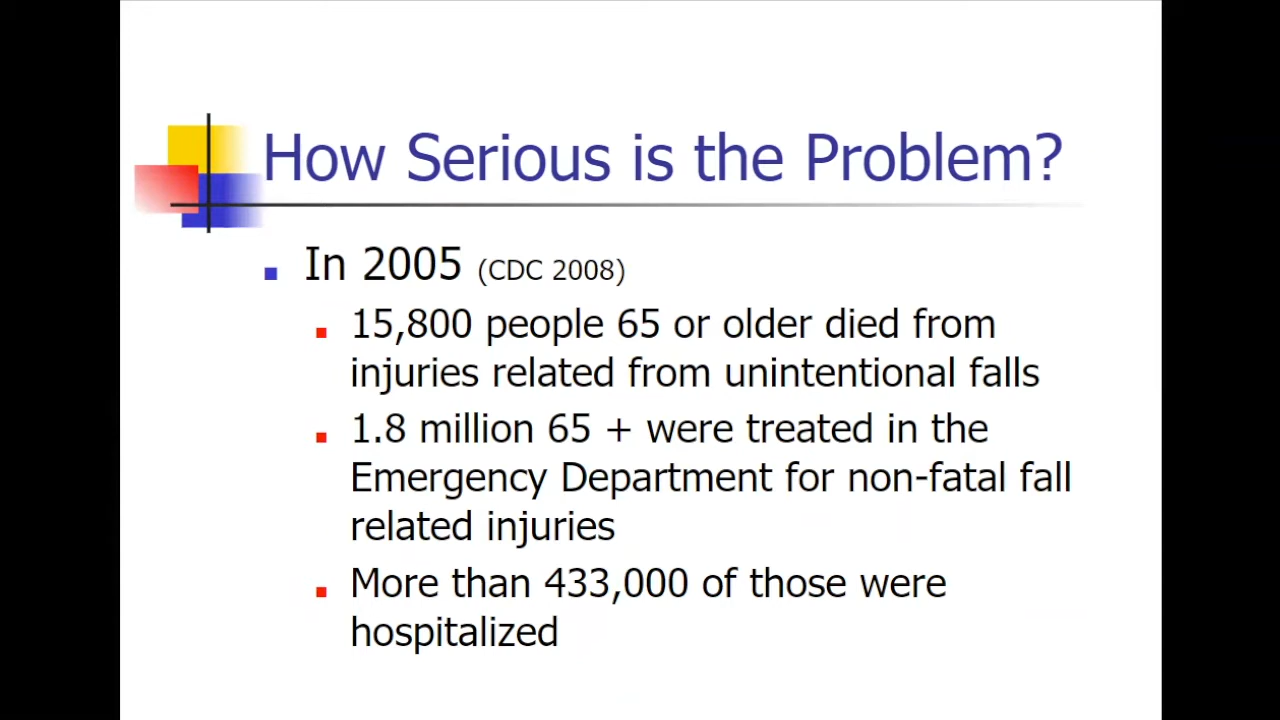 How Serious is the Problem?
In 2005 (CDC 2008)
15,800 people 65 or older died from
injuries related from unintentional falls
1.8 million 65 + were treated in the
Emergency Department for non-fatal fall
related injuries
More than 433,000 of those were
hospitalized